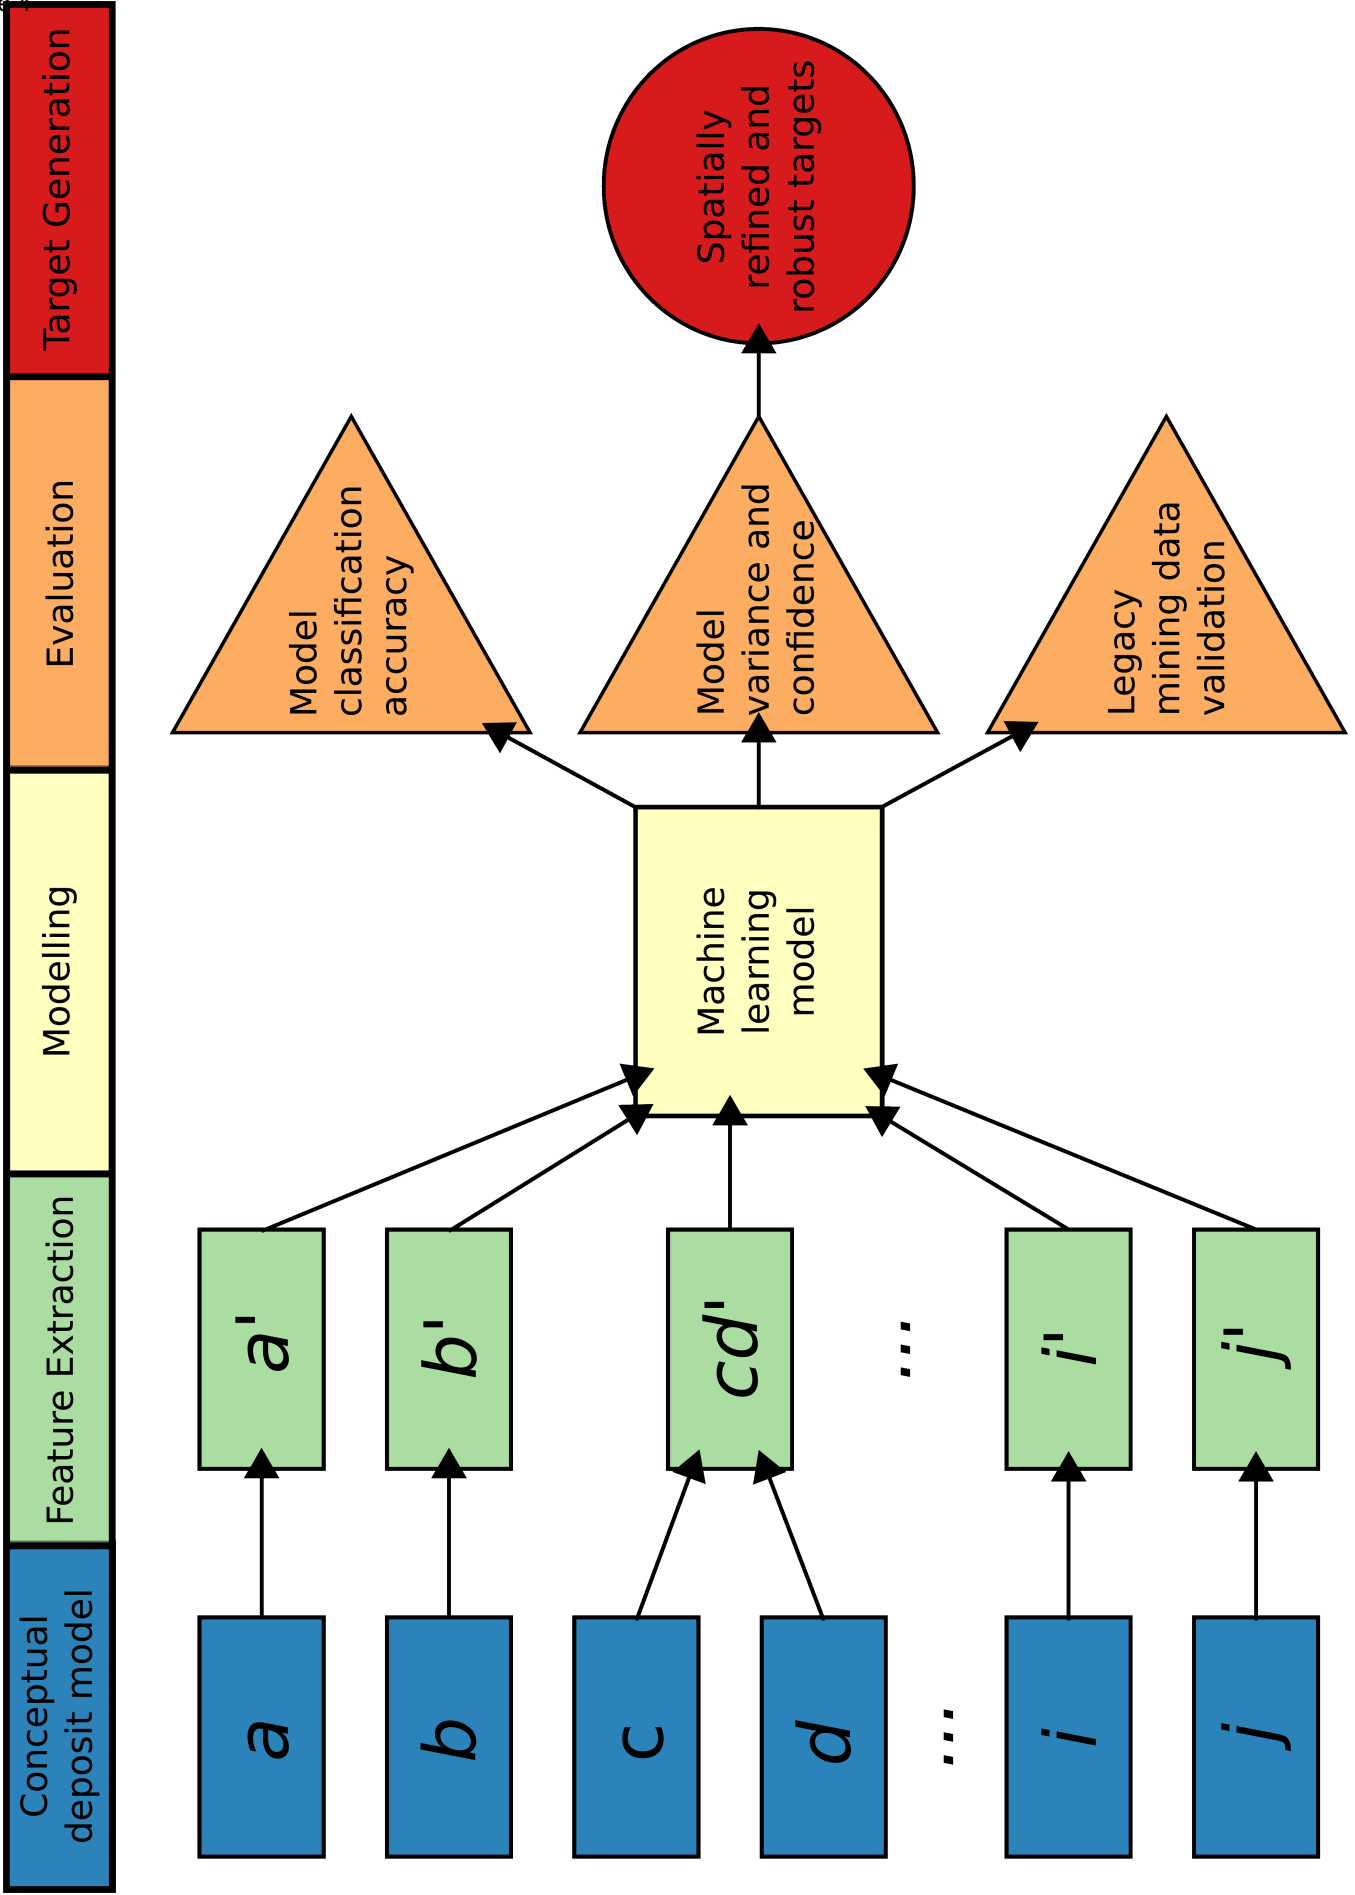 Conceptual
deposit model
Feature Extraction
Modelling
Evaluation
Target Generation
a
b
c
d
...
i
j
a'
b'
cd'
...
i'
j'
Machine
learning
model
Model
classification
accuracy
Model
variance and
confidence
Legacy
mining data
validation
Spatially
refined and
robust targets